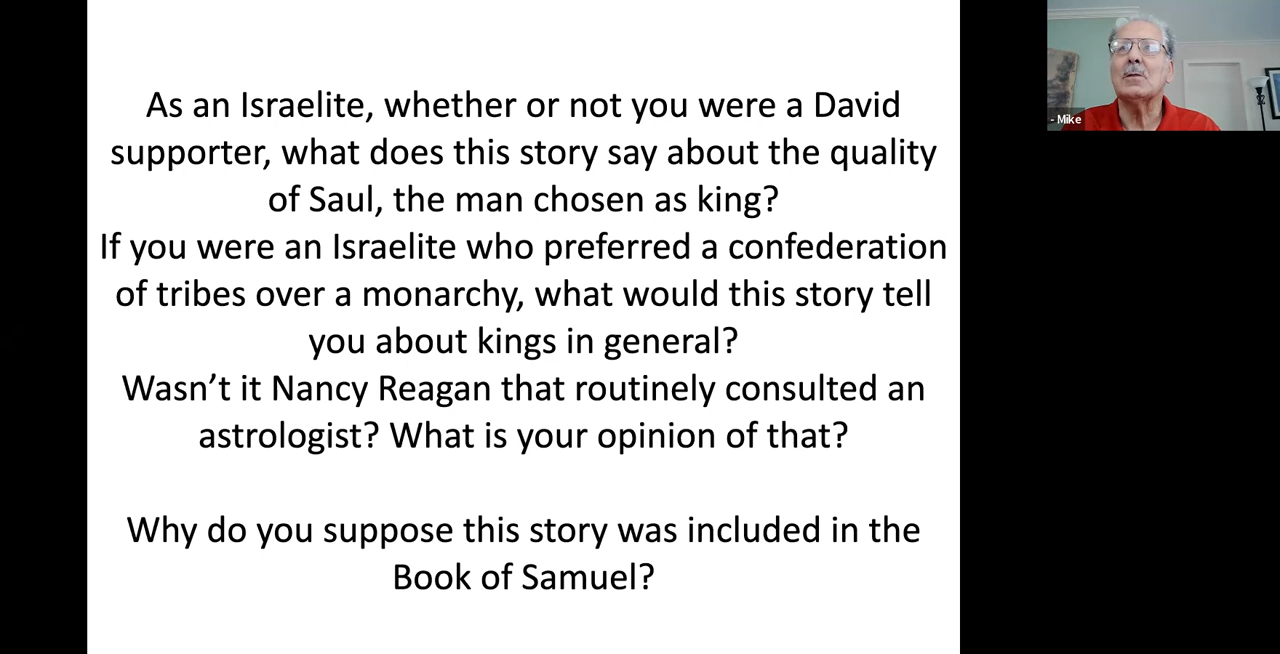 As an Israelite, whether or not you were a David
supporter, what does this story say about the quality
of Saul, the man chosen as king?
If you were an Israelite who preferred a confederation
of tribes over a monarchy, what would this story tell
you about kings in general?
Wasn’t it Nancy Reagan that routinely consulted an
astrologist? What is your opinion of that?
Why do you suppose this story was included in the
Book of Samuel?
- Mike